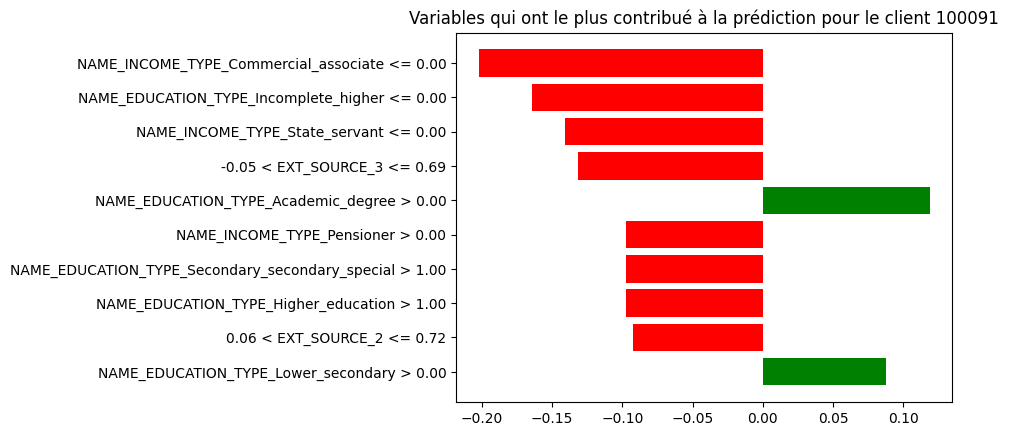 Variables qui ont le plus contribué à la prédiction pour le client 100091
NAME_INCOME_TYPE_Commercial_associate <= 0.00
NAME_EDUCATION_TYPE_Incomplete_higher <= 0.00
NAME_INCOME_TYPE_State_servant <= 0.00
-0.05 < EXT_SOURCE_3 <= 0.69
NAME_EDUCATION_TYPE_Academic_degree > 0.00
NAME_INCOME_TYPE_Pensioner > 0.00
NAME_EDUCATION_TYPE_Secondary_secondary_special > 1.00
NAME_EDUCATION_TYPE_Higher_education > 1.00
0.06 < EXT_SOURCE_2 <= 0.72
NAME_EDUCATION_TYPE_Lower_secondary > 0.00
−0.20 −0.15 −0.10 −0.05 0.00 0.05 0.10